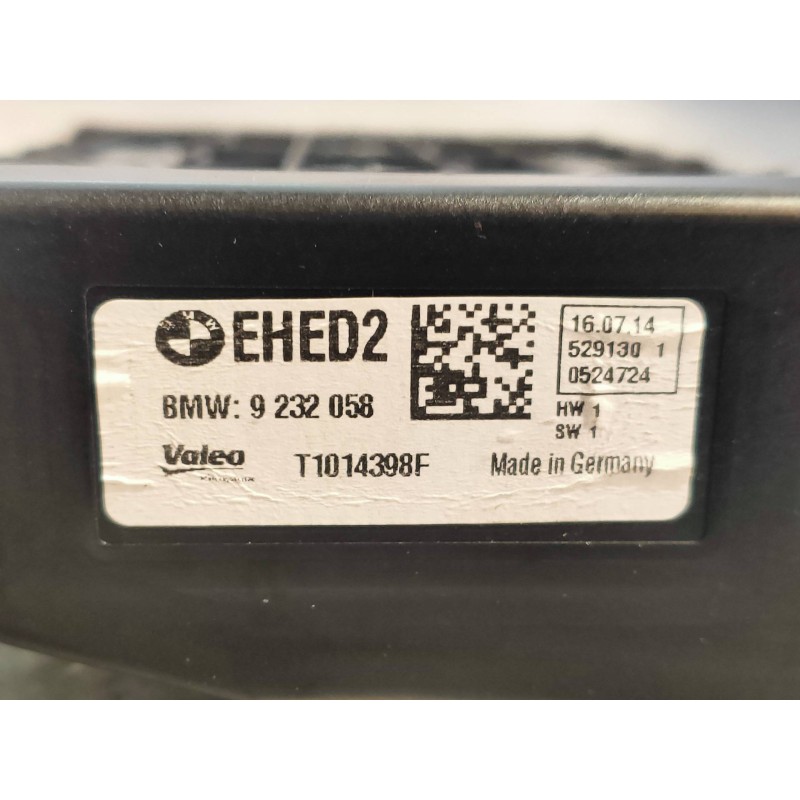 BMW EHED2
BMW: 9 232 058
Valeo T1014398F Made in Germany
16.07.14
529130 1
0524724
HW 1
SW 1